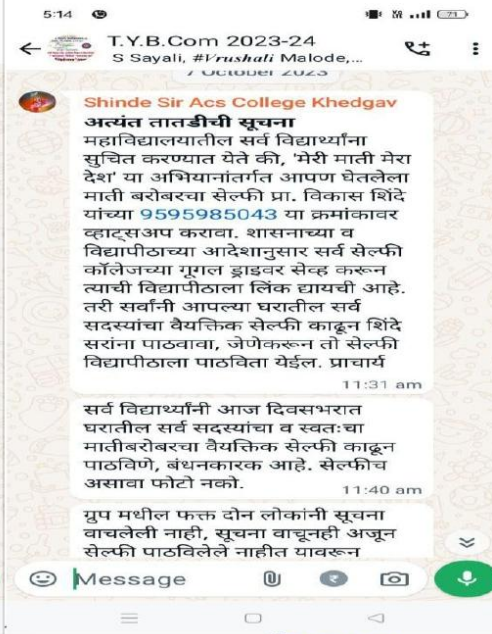 5:14
71
T.Y.B.Com 2023-24
S Sayali, #Vrushali Malode,...
7 October 2023
Shinde Sir Acs College Khedgav
अत्यंत तातडीची सूचना
महाविद्यालयातील सर्व विद्यार्थ्यांना
सुचित करण्यात येते की, 'मेरी माती मेरा
देश' या अभियानांतर्गत आपण घेतलेला
माती बरोबरचा सेल्फी प्रा. विकास शिंदे
यांच्या 9595985043 या क्रमांकावर
व्हाट्सअप करावा. शासनाच्या व
विद्यापीठाच्या आदेशानुसार सर्व सेल्फी
कॉलेजच्या गूगल ड्राइवर सेव्ह करून
त्याची विद्यापीठाला लिंक द्यायची आहे.
तरी सर्वांनी आपल्या घरातील सर्व
सदस्यांचा वैयक्तिक सेल्फी काढून शिंदे
सरांना पाठवावा, जेणेकरून तो सेल्फी
विद्यापीठाला पाठविता येईल. प्राचार्य
11:31 am
सर्व विद्यार्थ्यांनी आज दिवसभरात
घरातील सर्व सदस्यांचा व स्वतःचा
मातीबरोबरचा वैयक्तिक सेल्फी काढून
पाठविणे, बंधनकारक आहे. सेल्फीच
असावा फोटो नको.
11:40 am
ग्रुप मधील फक्त दोन लोकांनी सूचना
वाचलेली नाही, सूचना वाचूनही अजून
सेल्फी पाठविलेले नाहीत यावरून
Message